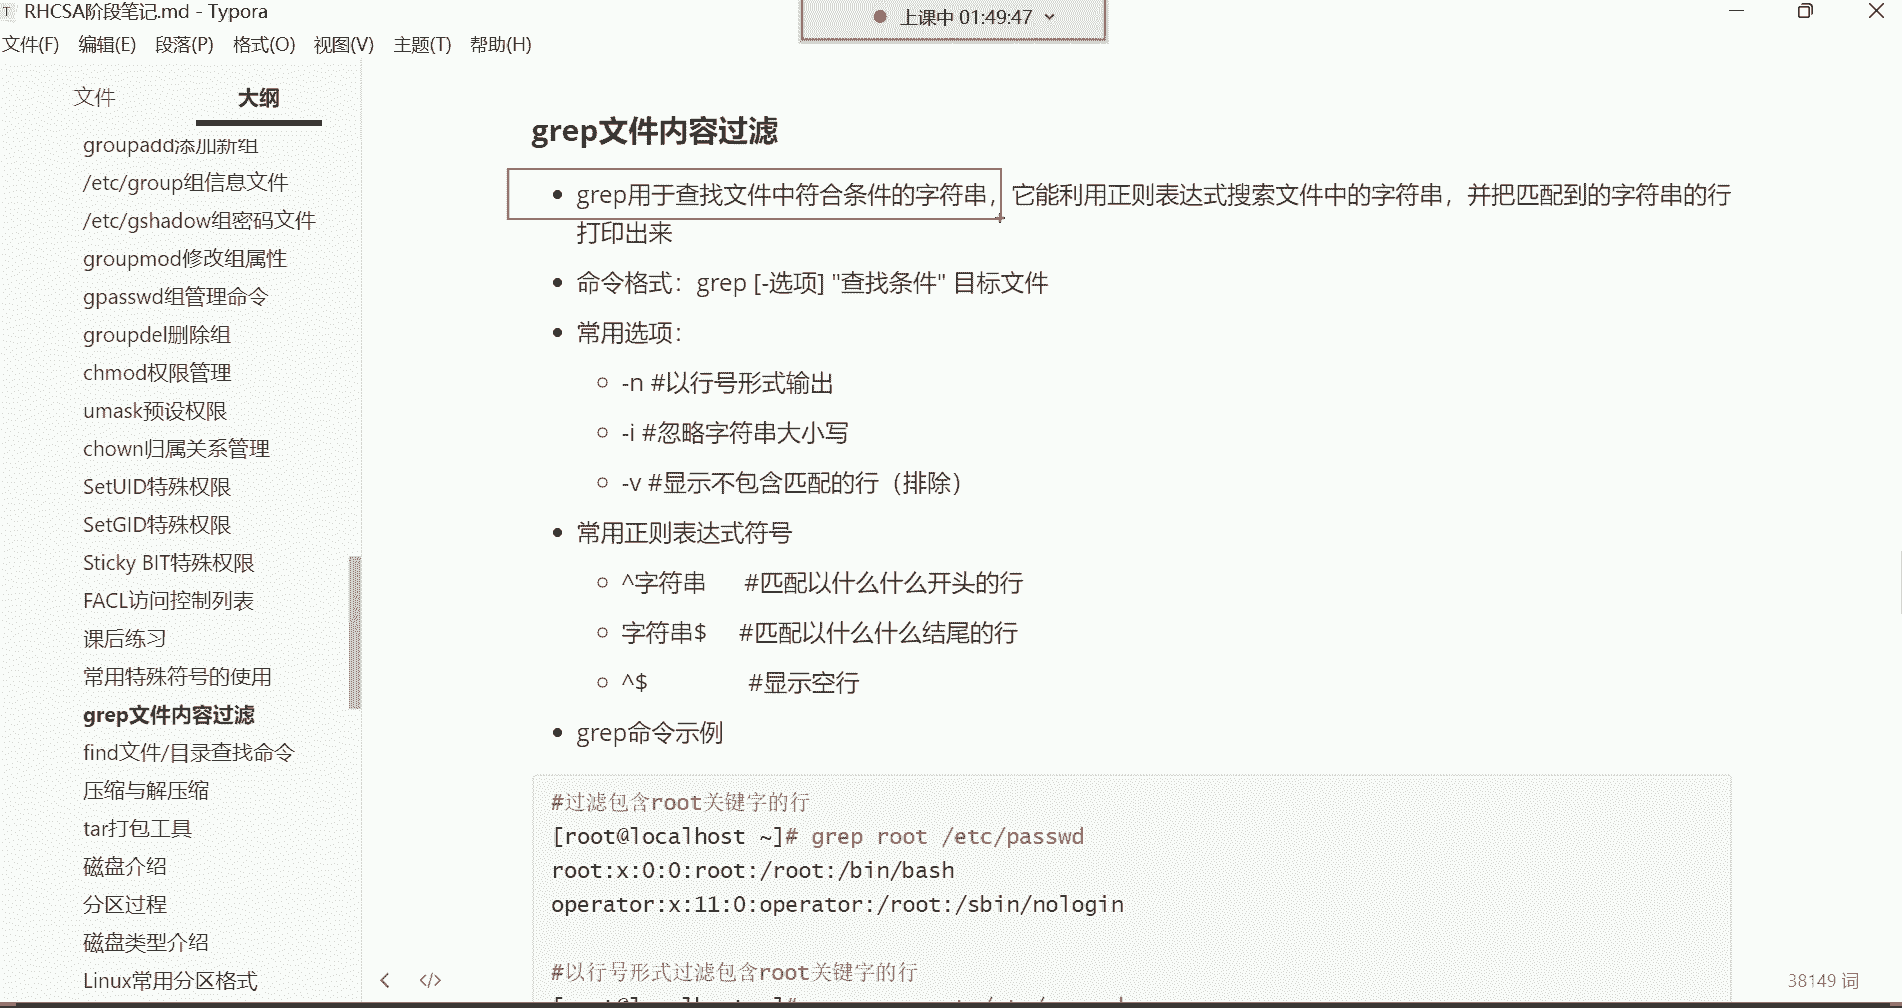 RHCSA阶段笔记.md - Typora
上课中 01:49:47
文件(F) 编辑(E) 段落(P) 格式(O) 视图(V) 主题(T) 帮助(H)
文件 大纲
groupadd添加新组
/etc/group组信息文件
/etc/gshadow组密码文件
groupmod修改组属性
gpasswd组管理命令
groupdel删除组
chmod权限管理
umask预设权限
chown归属关系管理
SetUID特殊权限
SetGID特殊权限
Sticky BIT特殊权限
FACL访问控制列表
课后练习
常用特殊符号的使用
grep文件内容过滤
find文件/目录查找命令
压缩与解压缩
tar打包工具
磁盘介绍
分区过程
磁盘类型介绍
Linux常用分区格式
grep文件内容过滤
grep用于查找文件中符合条件的字符串，它能利用正则表达式搜索文件中的字符串，并把匹配到的字符串的行
打印出来
命令格式：grep [-选项] "查找条件" 目标文件
常用选项：
-n #以行号形式输出
-i #忽略字符串大小写
-v #显示不包含匹配的行（排除）
常用正则表达式符号
^字符串 #匹配以什么什么开头的行
字符串$ #匹配以什么什么结尾的行
^$ #显示空行
grep命令示例
#过滤包含root关键字的行
[root@localhost ~]# grep root /etc/passwd
root:x:0:0:root:/root:/bin/bash
operator:x:11:0:operator:/root:/sbin/nologin
#以行号形式过滤包含root关键字的行
38149 词